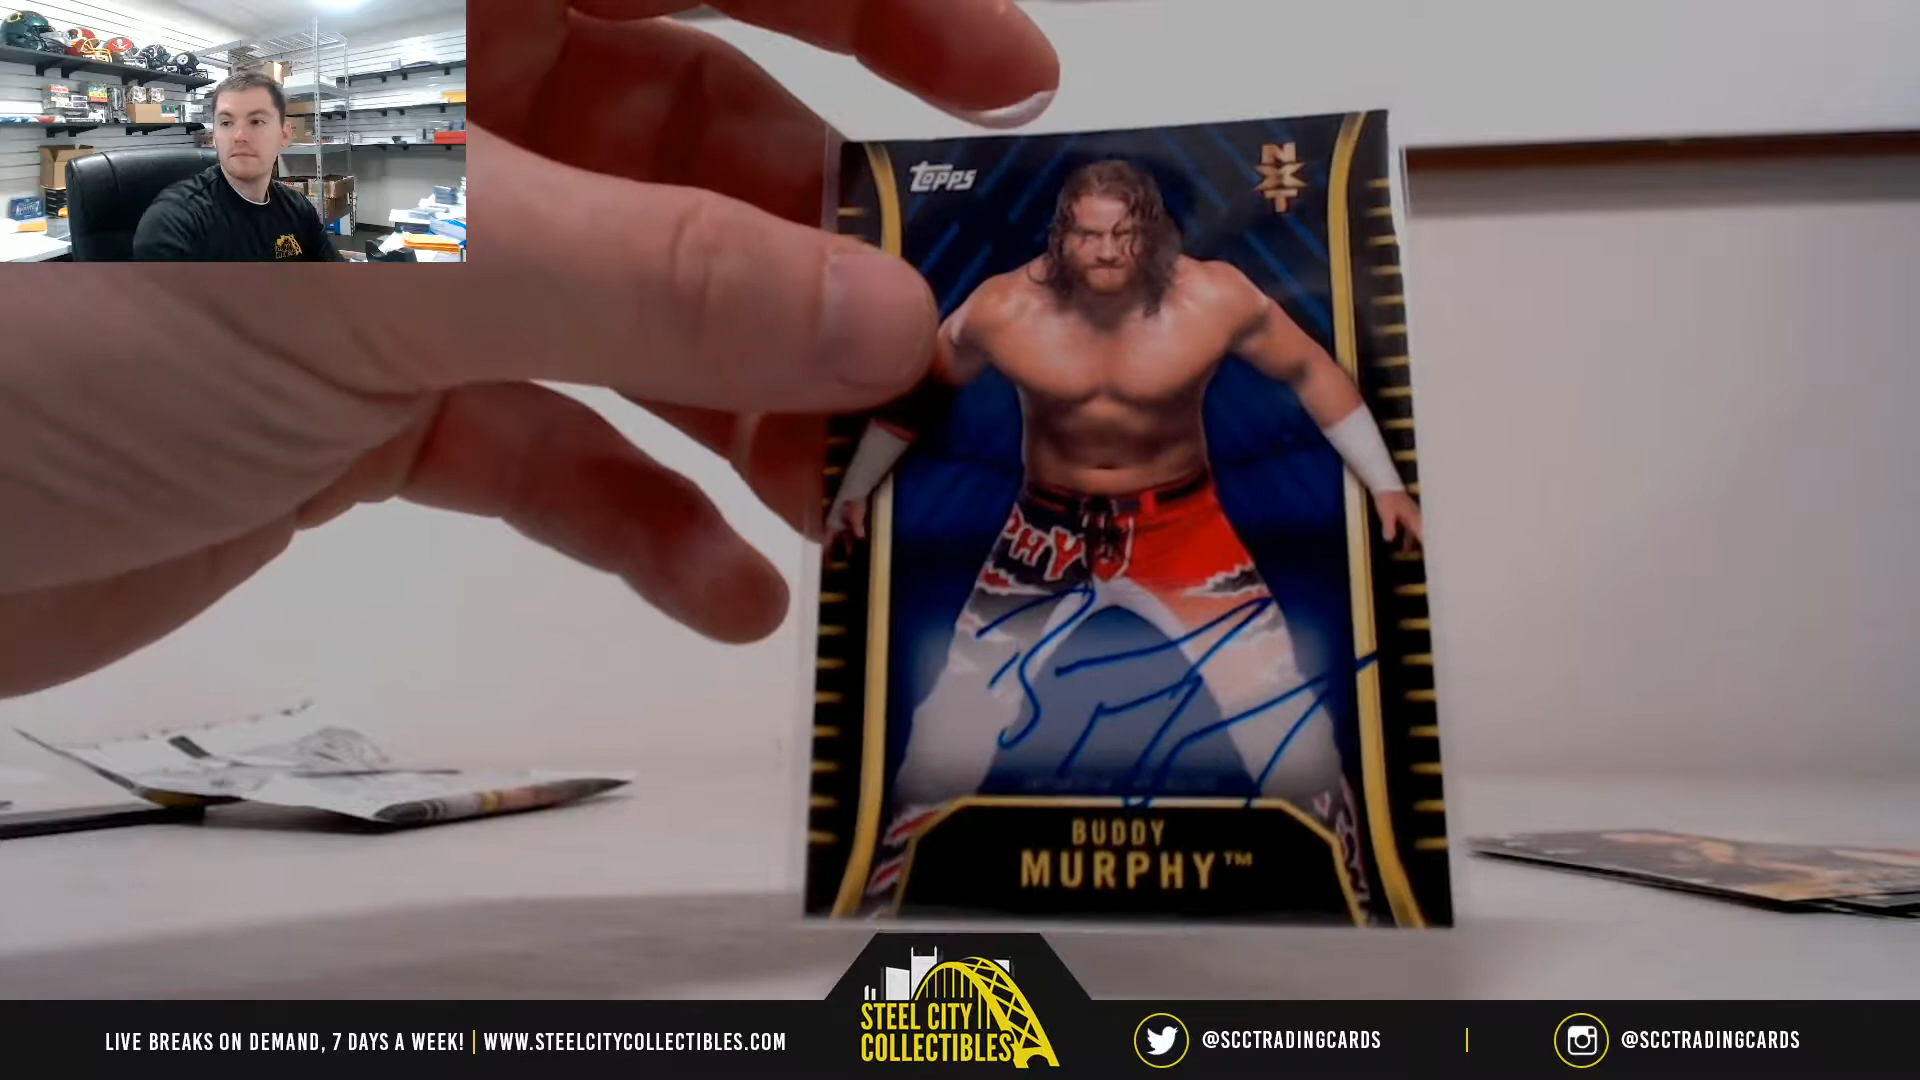 Topps
NXT
PHY
BUDDY
MURPHY™
STEEL CITY
COLLECTIBLES
LIVE BREAKS ON DEMAND, 7 DAYS A WEEK! | WWW.STEELCITYCOLLECTIBLES.COM
@SCCTRADINGCARDS
@SCCTRADINGCARDS